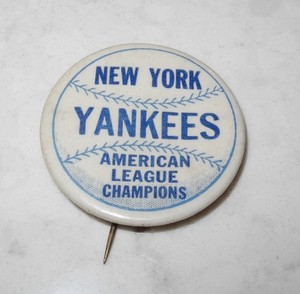 NEW YORK
YANKEES
AMERICAN
LEAGUE
CHAMPIONS